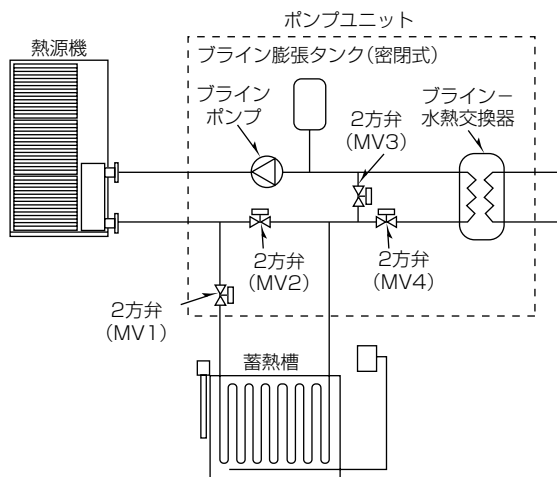 ポンプユニット
熱源機
ブライン膨張タンク(密閉式)
ブライン
ポンプ
2方弁
(MV3)
ブラインー
水熱交換器
2方弁
(MV2)
2方弁
(MV4)
2方弁
(MV1)
蓄熱槽